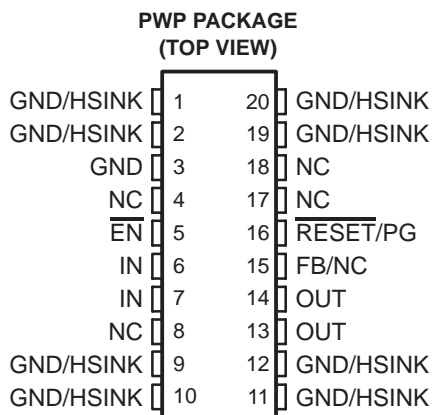 PWP PACKAGE
(TOP VIEW)
GND/HSINK 1 20 GND/HSINK
GND/HSINK 2 19 GND/HSINK
GND 3 18 NC
NC 4 17 NC
EN 5 16 RESET/PG
IN 6 15 FB/NC
IN 7 14 OUT
NC 8 13 OUT
GND/HSINK 9 12 GND/HSINK
GND/HSINK 10 11 GND/HSINK